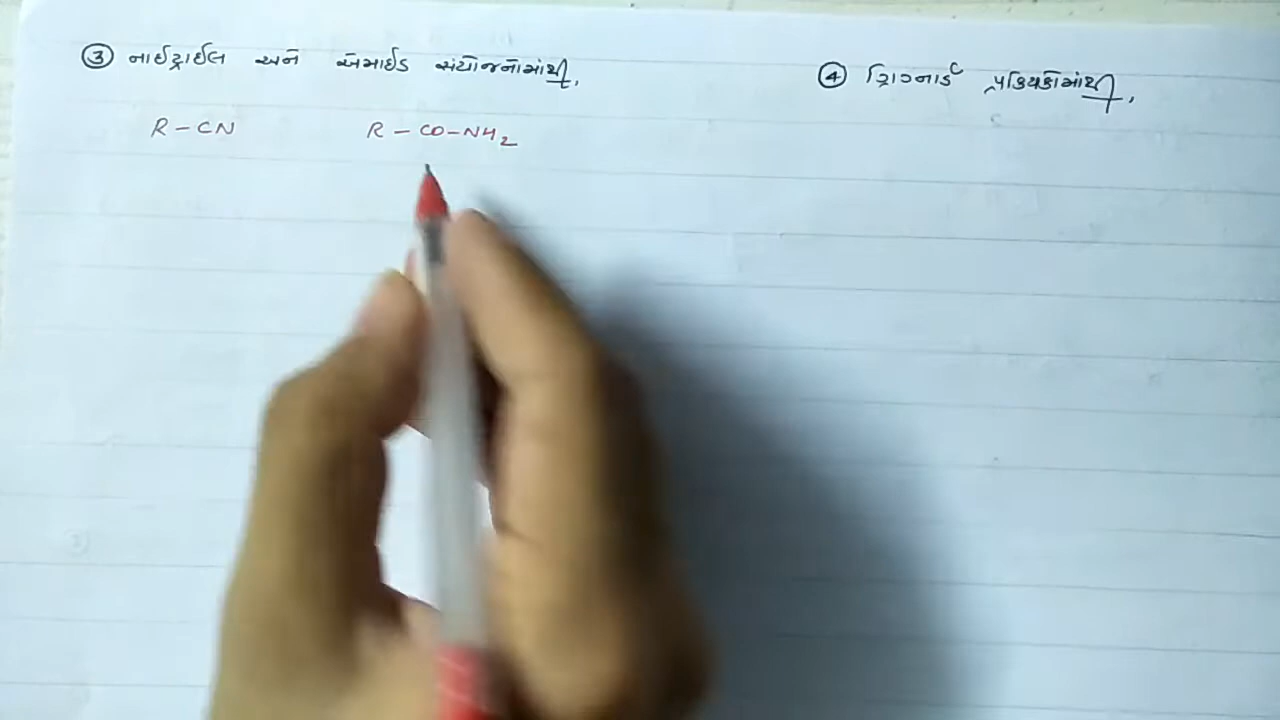 ③ નાઈટ્રાઈલ અને એમાઈડ સંયોજનોમાંથી.
R - CN R - CO-NH₂
④ ગ્રિગ્નાર્ડ પ્રક્રિયકોમાંથી.